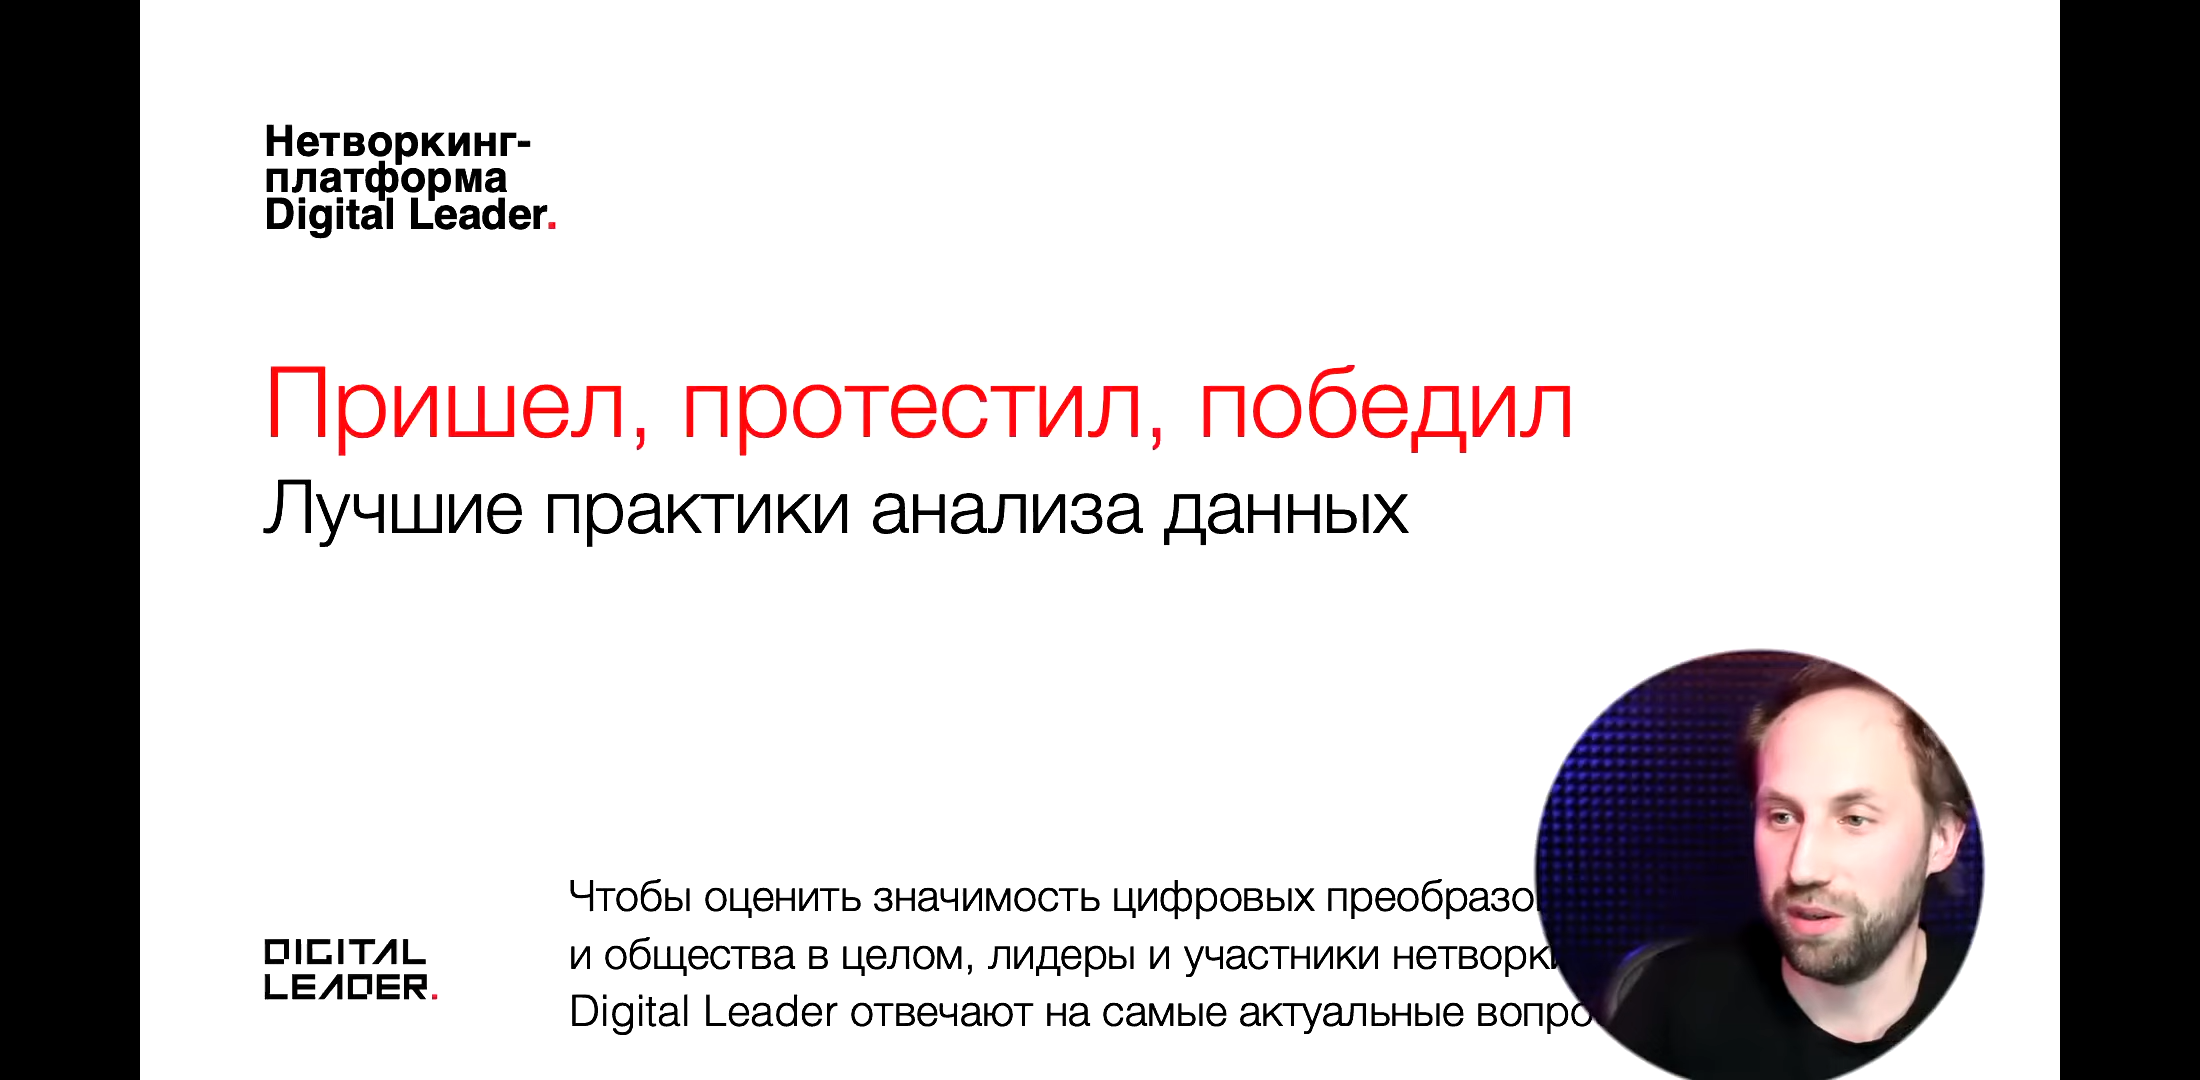 Нетворкинг-
платформа
Digital Leader.
Пришел, протестил, победил
Лучшие практики анализа данных
DIGITAL
LEADER.
Чтобы оценить значимость цифровых
и общества в целом, лидеры и участники
Digital Leader отвечают на самые актуальные